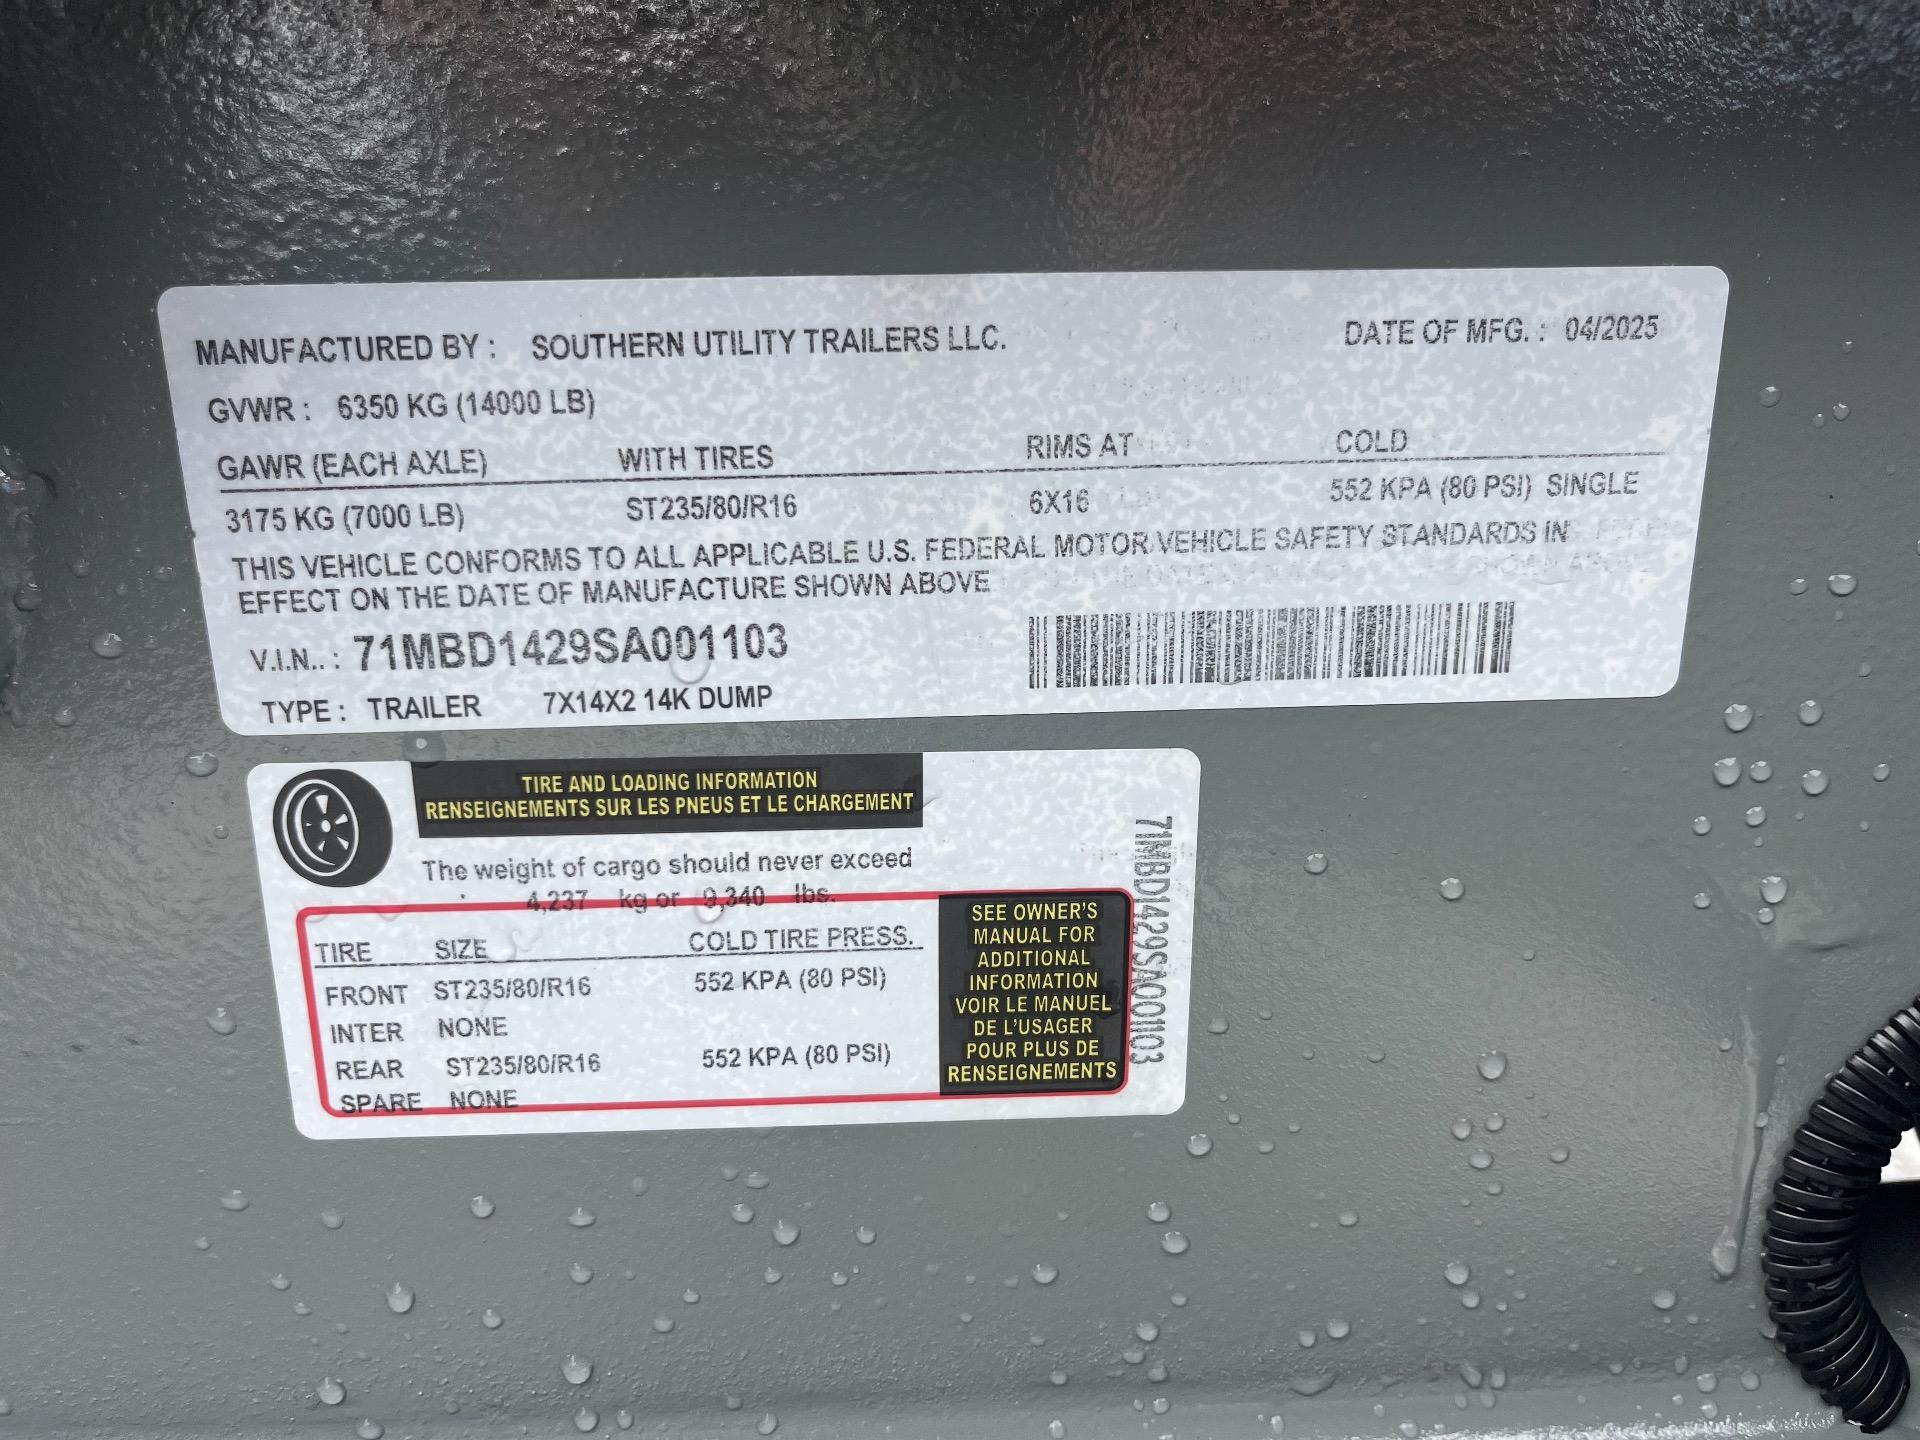 MANUFACTURED BY : SOUTHERN UTILITY TRAILERS LLC. DATE OF MFG. : 04/2025
GVWR : 6350 KG (14000 LB)
GAWR (EACH AXLE) WITH TIRES RIMS AT COLD
3175 KG (7000 LB) ST235/80/R16 6X16 552 KPA (80 PSI) SINGLE
THIS VEHICLE CONFORMS TO ALL APPLICABLE U.S. FEDERAL MOTOR VEHICLE SAFETY STANDARDS IN
EFFECT ON THE DATE OF MANUFACTURE SHOWN ABOVE
V.I.N.. : 71MBD1429SA001103
TYPE : TRAILER 7X14X2 14K DUMP
TIRE AND LOADING INFORMATION
RENSEIGNEMENTS SUR LES PNEUS ET LE CHARGEMENT
The weight of cargo should never exceed
4,237 kg or 9,340 lbs.
TIRE SIZE COLD TIRE PRESS.
FRONT ST235/80/R16 552 KPA (80 PSI)
INTER NONE
REAR ST235/80/R16 552 KPA (80 PSI)
SPARE NONE
SEE OWNER'S
MANUAL FOR
ADDITIONAL
INFORMATION
VOIR LE MANUEL
DE L'USAGER
POUR PLUS DE
RENSEIGNEMENTS
71MBD1429SA001103